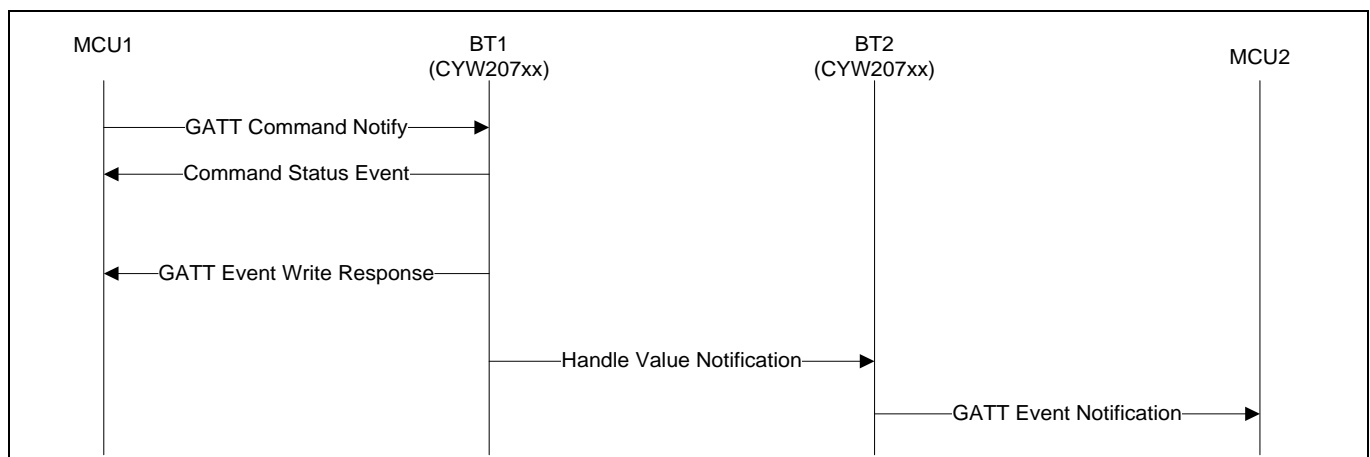 MCU1
BT1
(CYW207xx)
BT2
(CYW207xx)
MCU2
GATT Command Notify
Command Status Event
GATT Event Write Response
Handle Value Notification
GATT Event Notification